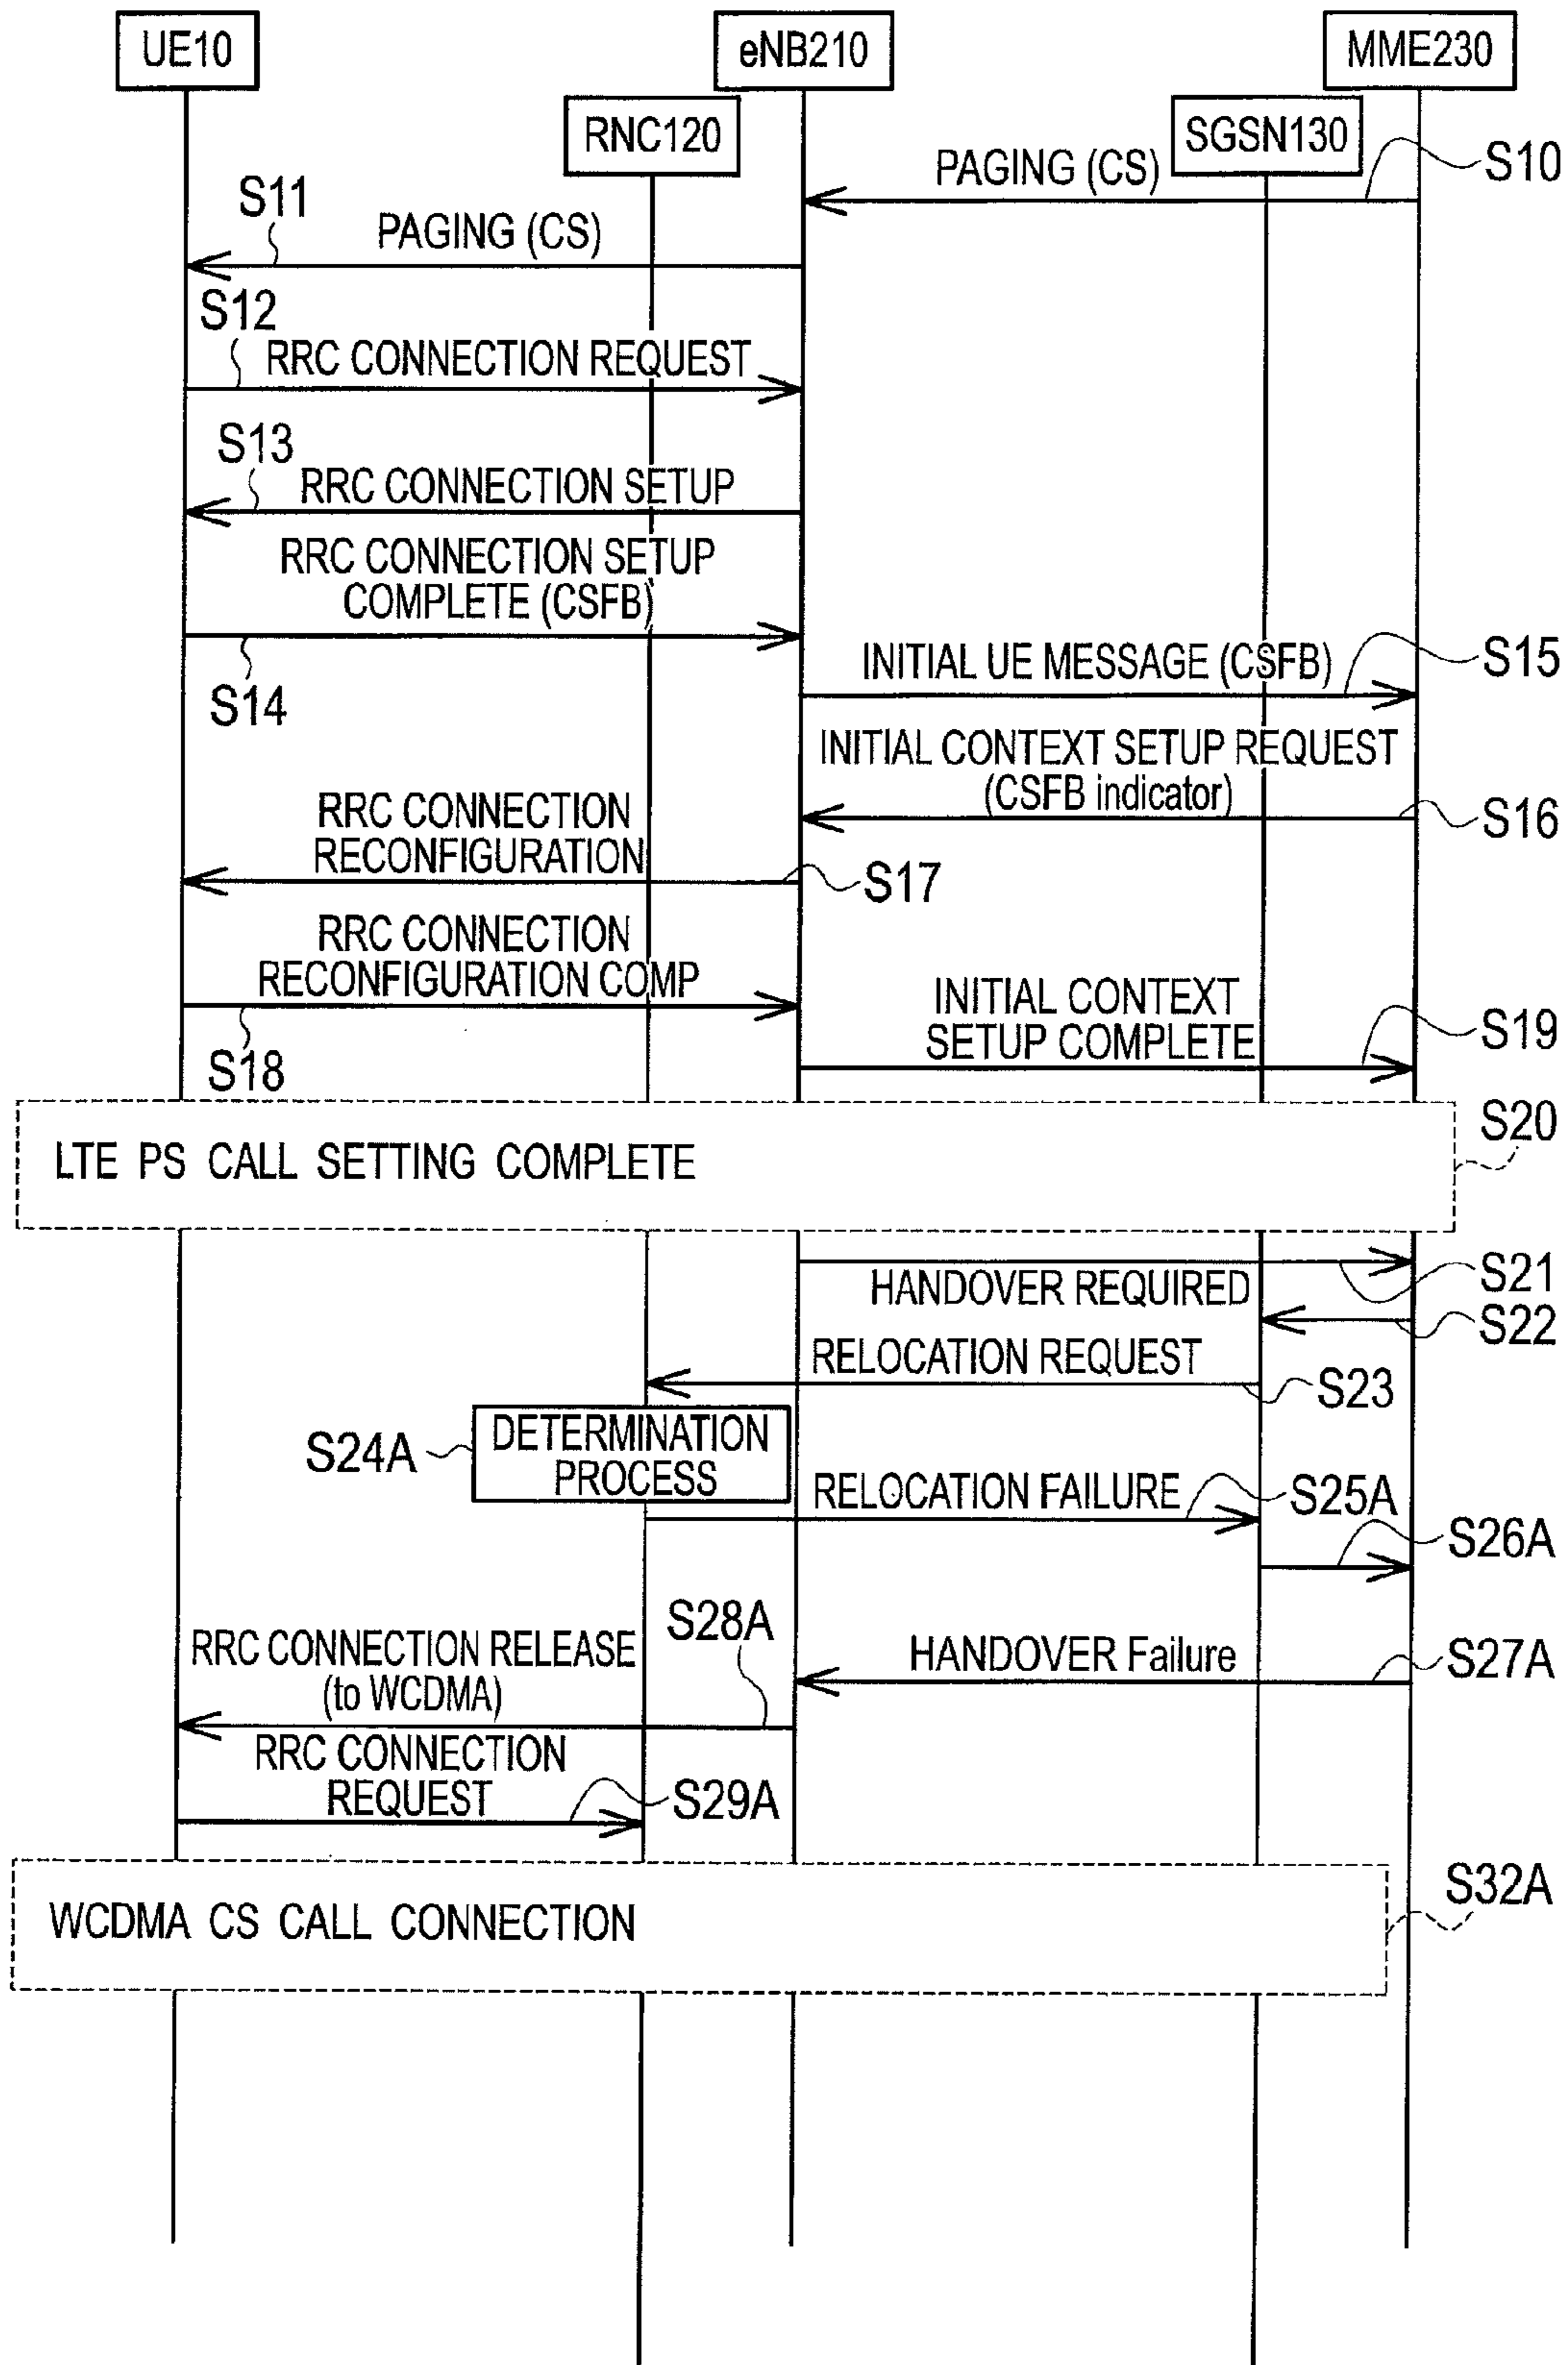 UE10
eNB210
MME230
RNC120
SGSN130
PAGING (CS)
S10
S11
PAGING (CS)
S12
RRC CONNECTION REQUEST
S13
RRC CONNECTION SETUP
RRC CONNECTION SETUP
COMPLETE (CSFB)
S14
INITIAL UE MESSAGE (CSFB)
S15
INITIAL CONTEXT SETUP REQUEST
(CSFB indicator)
S16
RRC CONNECTION
RECONFIGURATION
S17
RRC CONNECTION
RECONFIGURATION COMP
S18
INITIAL CONTEXT
SETUP COMPLETE
S19
LTE PS CALL SETTING COMPLETE
S20
HANDOVER REQUIRED
S21
S22
RELOCATION REQUEST
S23
S24A
DETERMINATION
PROCESS
RELOCATION FAILURE
S25A
S26A
S28A
RRC CONNECTION RELEASE
(to WCDMA)
HANDOVER Failure
S27A
RRC CONNECTION
REQUEST
S29A
WCDMA CS CALL CONNECTION
S32A